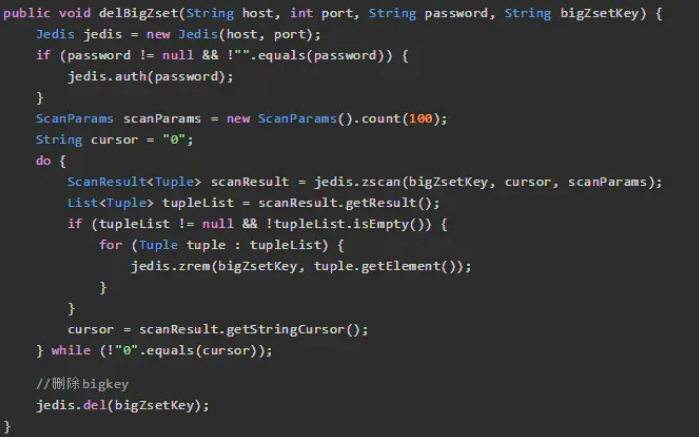 public void delBigZset(String host, int port, String password, String bigZsetKey) {
    Jedis jedis = new Jedis(host, port);
    if (password != null && !"".equals(password)) {
        jedis.auth(password);
    }
    ScanParams scanParams = new ScanParams().count(100);
    String cursor = "0";
    do {
        ScanResult<Tuple> scanResult = jedis.zscan(bigZsetKey, cursor, scanParams);
        List<Tuple> tupleList = scanResult.getResult();
        if (tupleList != null && !tupleList.isEmpty()) {
            for (Tuple tuple : tupleList) {
                jedis.zrem(bigZsetKey, tuple.getElement());
            }
        }
        cursor = scanResult.getStringCursor();
    } while (!"0".equals(cursor));
    //删除bigkey
    jedis.del(bigZsetKey);
}